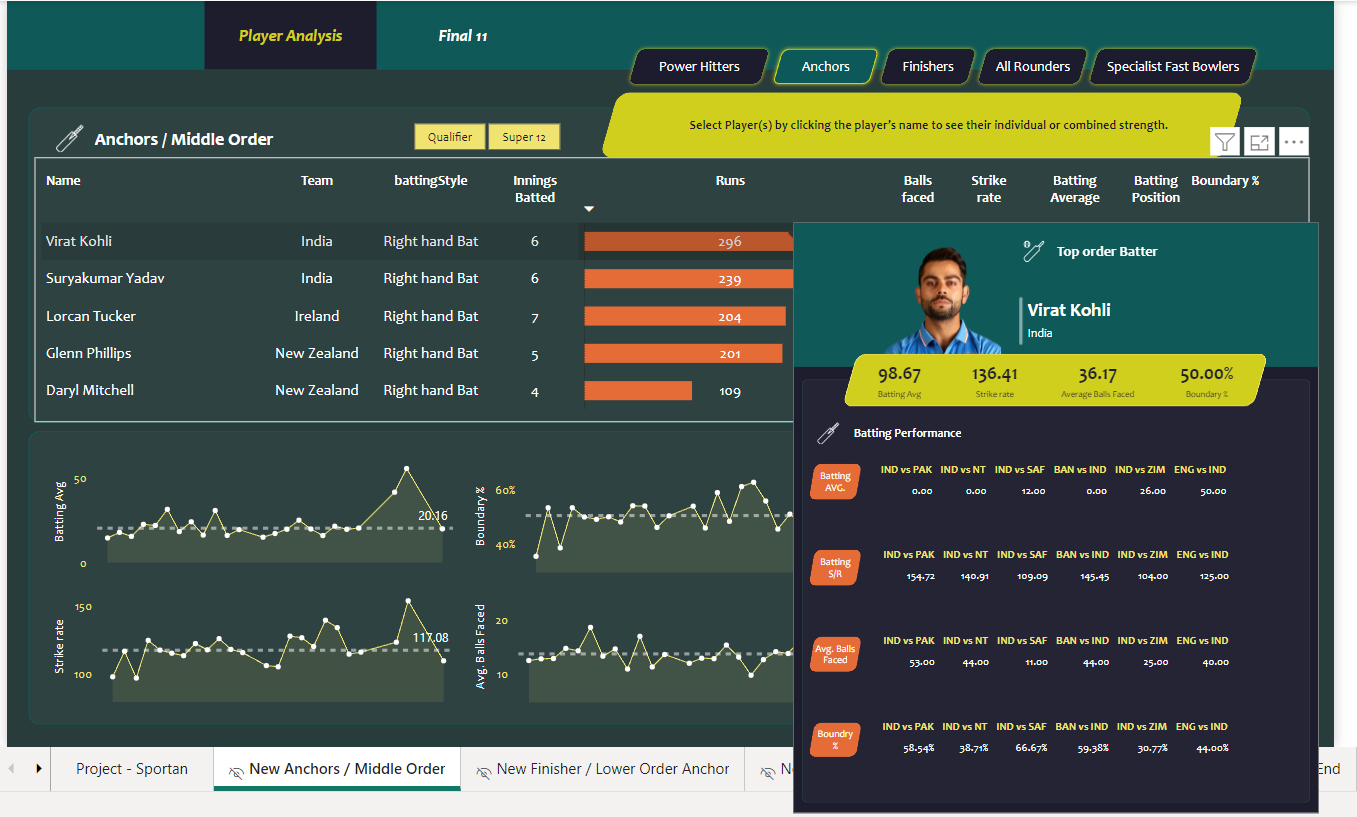 Player Analysis
Final 11
Power Hitters
Anchors
Finishers
All Rounders
Specialist Fast Bowlers
Select Player(s) by clicking the player's name to see their individual or combined strength.
Anchors / Middle Order
Qualifier
Super 12
Name Team battingStyle Innings Batted Runs Balls faced Strike rate Batting Average Batting Position Boundary %
Virat Kohli India Right hand Bat 6 296
Suryakumar Yadav India Right hand Bat 6 239
Lorcan Tucker Ireland Right hand Bat 7 204
Glenn Phillips New Zealand Right hand Bat 5 201
Daryl Mitchell New Zealand Right hand Bat 4 109
Top order Batter
Virat Kohli
India
98.67 136.41 36.17 50.00%
Batting Avg Strike rate Average Balls Faced Boundary %
Batting Performance
Batting AVG.
IND vs PAK IND vs NT IND vs SAF BAN vs IND IND vs ZIM ENG vs IND
0.00 0.00 12.00 0.00 26.00 50.00
Batting S/R
IND vs PAK IND vs NT IND vs SAF BAN vs IND IND vs ZIM ENG vs IND
154.72 140.91 109.09 145.45 104.00 125.00
Avg. Balls Faced
IND vs PAK IND vs NT IND vs SAF BAN vs IND IND vs ZIM ENG vs IND
53.00 44.00 11.00 44.00 25.00 40.00
Boundry %
IND vs PAK IND vs NT IND vs SAF BAN vs IND IND vs ZIM ENG vs IND
58.54% 38.71% 66.67% 59.38% 30.77% 44.00%
Batting Avg
50
0
20.16
Boundary %
60%
40%
Strike rate
150
100
117.08
Avg. Balls Faced
20
10
Project - Sportan
New Anchors / Middle Order
New Finisher / Lower Order Anchor
End